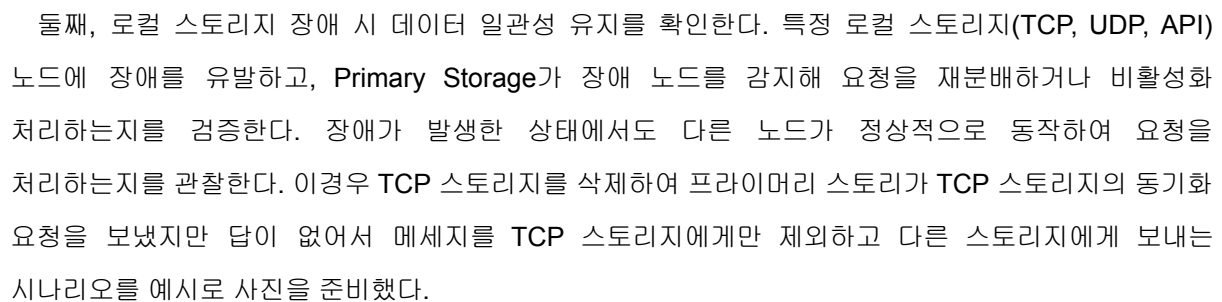 둘째, 로컬 스토리지 장애 시 데이터 일관성 유지를 확인한다. 특정 로컬 스토리지(TCP, UDP, API)
노드에 장애를 유발하고, Primary Storage가 장애 노드를 감지해 요청을 재분배하거나 비활성화
처리하는지를 검증한다. 장애가 발생한 상태에서도 다른 노드가 정상적으로 동작하여 요청을
처리하는지를 관찰한다. 이경우 TCP 스토리지를 삭제하여 프라이머리 스토리가 TCP 스토리지의 동기화
요청을 보냈지만 답이 없어서 메세지를 TCP 스토리지에게만 제외하고 다른 스토리지에게 보내는
시나리오를 예시로 사진을 준비했다.